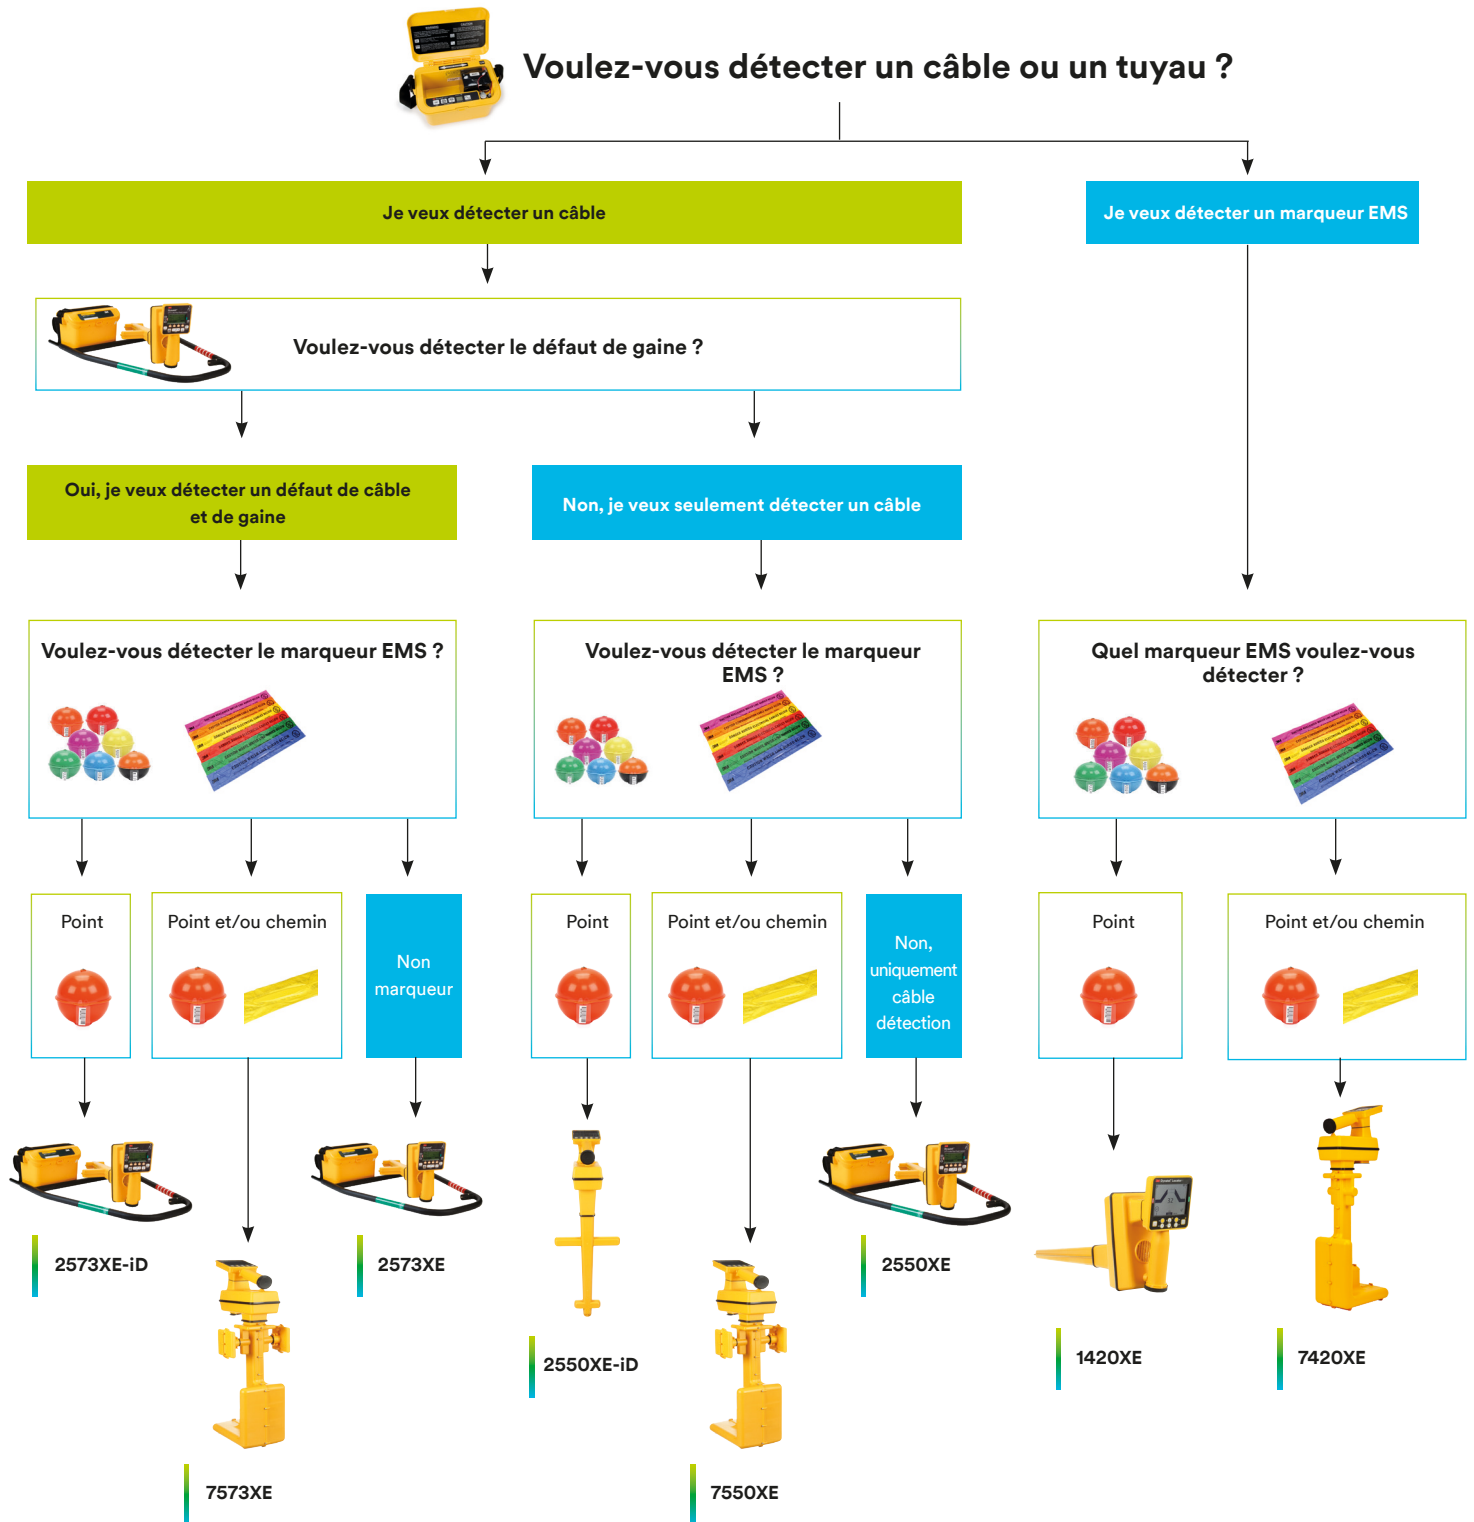 Voulez-vous détecter un câble ou un tuyau ?
Je veux détecter un câble
Je veux détecter un marqueur EMS
Voulez-vous détecter le défaut de gaine ?
Oui, je veux détecter un défaut de câble
et de gaine
Non, je veux seulement détecter un câble
Voulez-vous détecter le marqueur EMS ?
Voulez-vous détecter le marqueur
EMS ?
Quel marqueur EMS voulez-vous
détecter ?
Point
Point et/ou chemin
Non
marqueur
Point
Point et/ou chemin
Non,
uniquement
câble
détection
Point
Point et/ou chemin
2573XE-iD
2573XE
2550XE
2550XE-iD
1420XE
7420XE
7573XE
7550XE